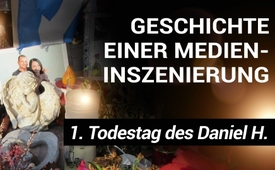 GESCHICHTE
EINER MEDIEN-
INSZENIERUNG
1. Todestag des Daniel H.